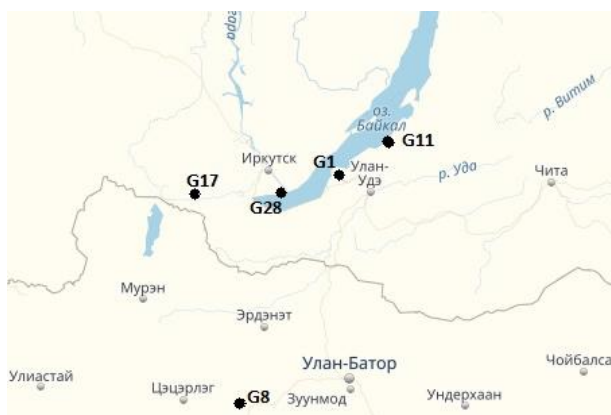 гара
оз.
Байкал
р. Витим
G11
Иркутск
G1
Улан-
Удэ
р. Уда
Чита
G17
G28
Мурэн
Эрдэнэт
Улан-Батор
Чойбалса
Улиастай
Цэцэрлэг
G8
Зуунмод
Ундерхаан